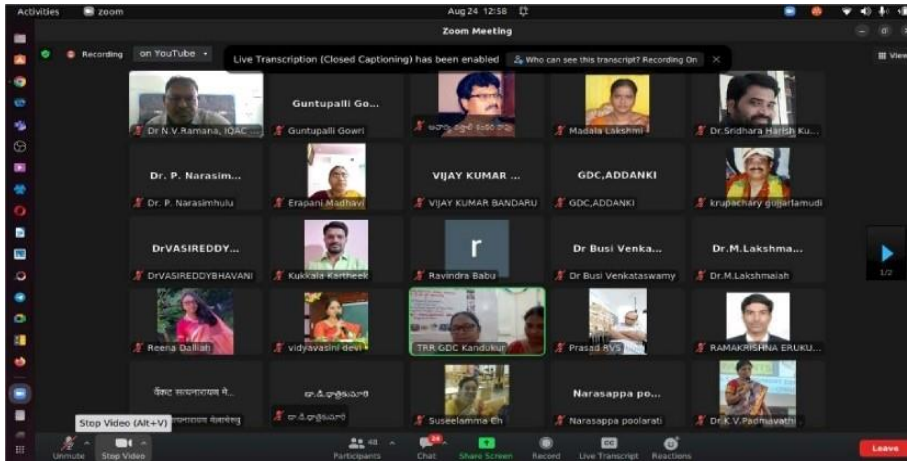 Activities
zoom
Aug 24 12:58
Zoom Meeting
Recording
on YouTube
Live Transcription (Closed Captioning) has been enabled
Who can see this transcript? Recording On
View
Dr N.V.Ramana, IQAC ...
Guntupalli Go...
Guntupalli Gowri
Madala Lakshmi
Dr.Sridhara Harish Ku...
Dr. P. Narasim...
Dr. P. Narasimhulu
Erapani Madhavi
VIJAY KUMAR ...
VIJAY KUMAR BANDARU
GDC,ADDANKI
GDC,ADDANKI
krupachary gujjarlamudi
DrVASIREDDY...
DrVASIREDDYBHAVANI
Kukkala Kartheek
r
Ravindra Babu
Dr Busi Venka...
Dr Busi Venkataswamy
Dr.M.Lakshma...
Dr.M.Lakshmaiah
1/2
Reena Dalliah
vidyavasini devi
TRR GDC Kandukur
Prasad RVS
RAMAKRISHNA ERUKU...
वेंकट सत्यनारायण मे...
Suseelamma Ch
Narasappa po...
Narasappa poolarati
Dr.K.V.Padmavathi
Stop Video (Alt+V)
Unmute
Stop Video
48
Participants
Chat
Share Screen
Record
CC
Live Transcript
Reactions
Leave